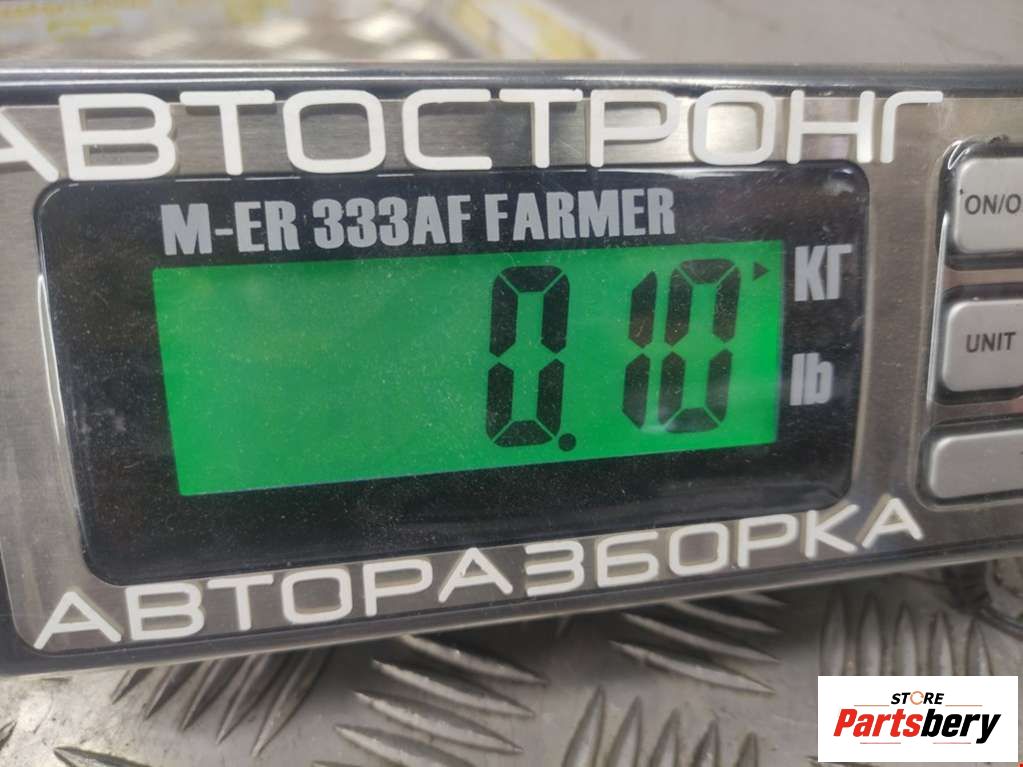 АВТОСТРОНГ
M-ER 333AF FARMER
0.10
КГ
lb
ON/O
UNIT
АВТОРАЗБОРКА
STORE
Partsbery